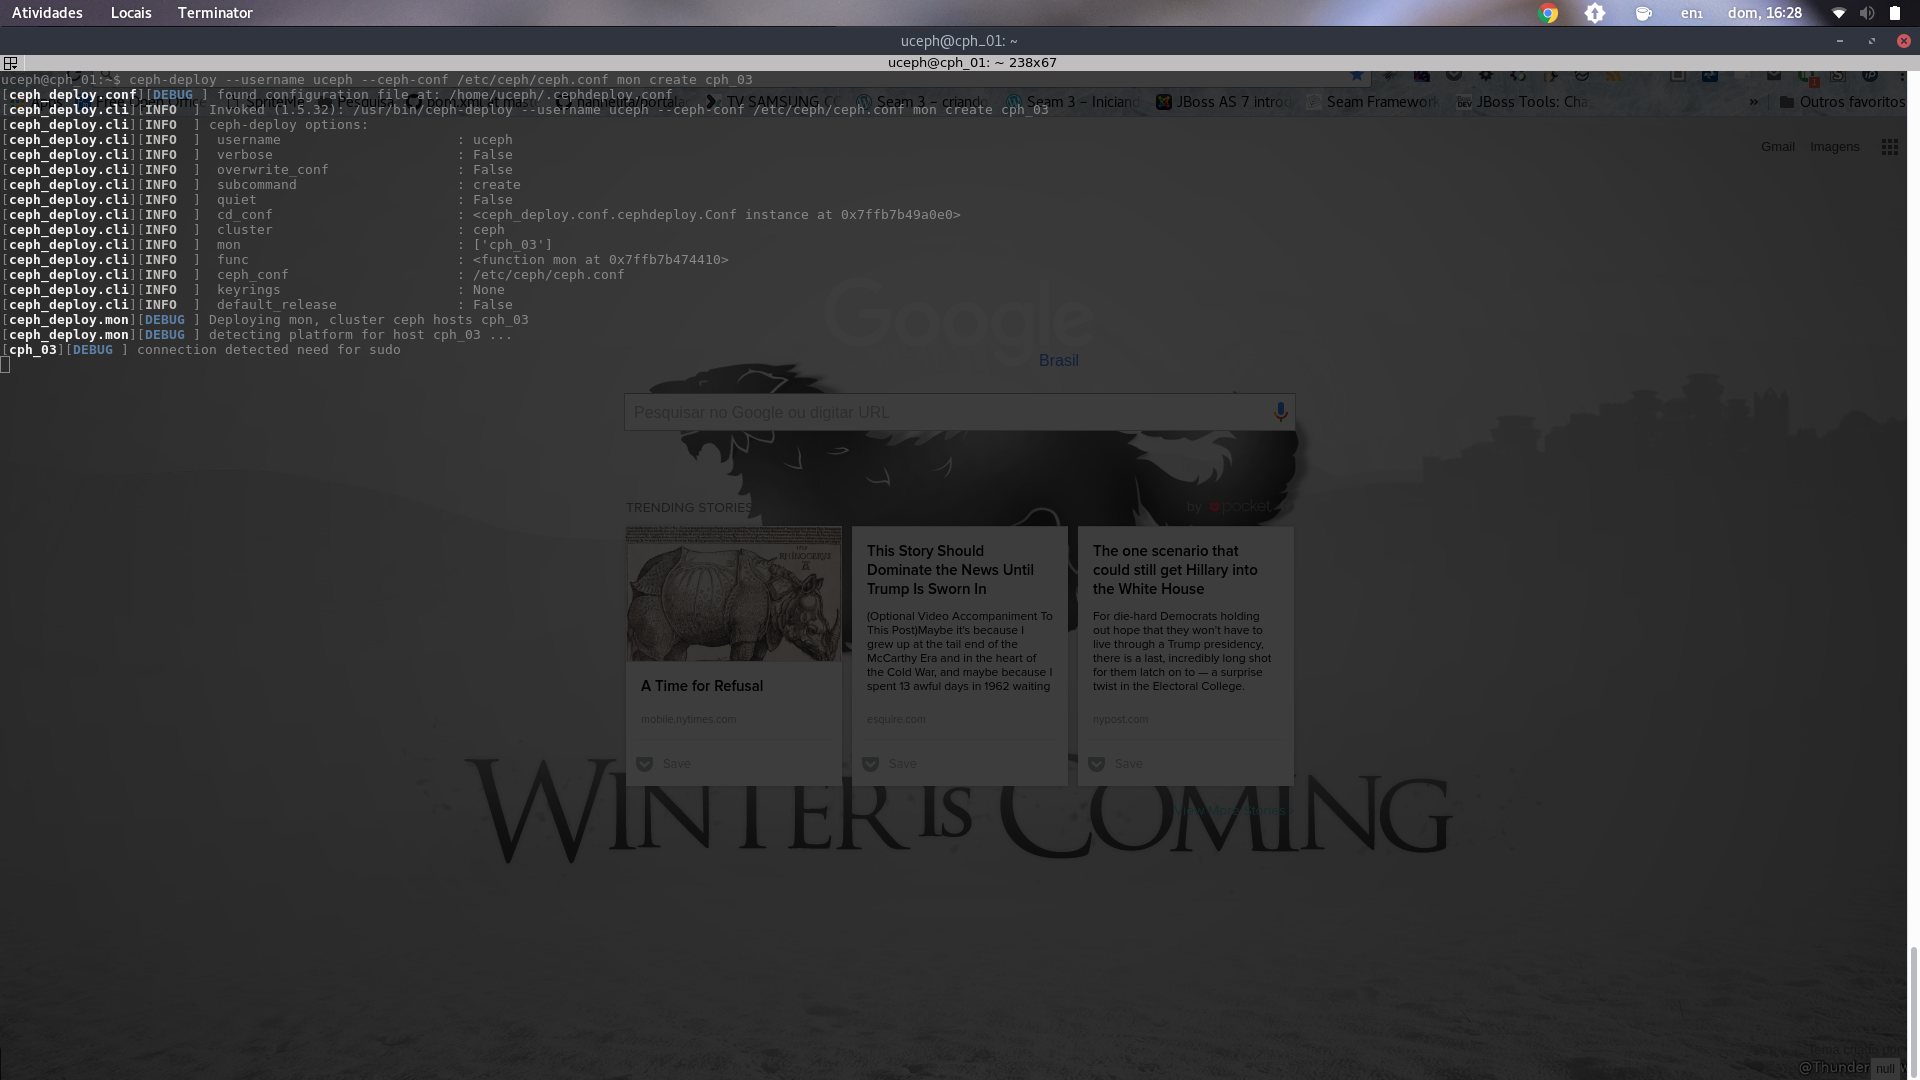 Atividades Locais Terminator en₁ dom, 16:28
uceph@cph_01: ~
uceph@cph_01: ~ 238x67
uceph@cph_01:~$ ceph-deploy --username uceph --ceph-conf /etc/ceph/ceph.conf mon create cph_03
[ceph_deploy.conf][DEBUG ] found configuration file at: /home/uceph/.cephdeploy.conf
[ceph_deploy.cli][INFO  ] Invoked (1.5.32): /usr/bin/ceph-deploy --username uceph --ceph-conf /etc/ceph/ceph.conf mon create cph_03
[ceph_deploy.cli][INFO  ] ceph-deploy options:
[ceph_deploy.cli][INFO  ]  username                      : uceph
[ceph_deploy.cli][INFO  ]  verbose                       : False
[ceph_deploy.cli][INFO  ]  overwrite_conf                : False
[ceph_deploy.cli][INFO  ]  subcommand                    : create
[ceph_deploy.cli][INFO  ]  quiet                         : False
[ceph_deploy.cli][INFO  ]  cd_conf                       : <ceph_deploy.conf.cephdeploy.Conf instance at 0x7ffb7b49a0e0>
[ceph_deploy.cli][INFO  ]  cluster                       : ceph
[ceph_deploy.cli][INFO  ]  mon                           : ['cph_03']
[ceph_deploy.cli][INFO  ]  func                          : <function mon at 0x7ffb7b474410>
[ceph_deploy.cli][INFO  ]  ceph_conf                     : /etc/ceph/ceph.conf
[ceph_deploy.cli][INFO  ]  keyrings                      : None
[ceph_deploy.cli][INFO  ]  default_release               : False
[ceph_deploy.mon][DEBUG ] Deploying mon, cluster ceph hosts cph_03
[ceph_deploy.mon][DEBUG ] detecting platform for host cph_03 ...
[cph_03][DEBUG ] connection detected need for sudo
Free Open Office SpriteMe Pesquisa pom.xml at mast nannelita/portala TV SAMSUNG Seam 3 – criando Seam 3 – Iniciand JBoss AS 7 introd Seam Framework JBoss Tools: Cha » Outros favoritos
Gmail Imagens
Google
Brasil
Pesquisar no Google ou digitar URL
TRENDING STORIES by pocket
A Time for Refusal
mobile.nytimes.com
Save
This Story Should
Dominate the News Until
Trump Is Sworn In
(Optional Video Accompaniment To
This Post)Maybe it's because I
grew up at the tail end of the
McCarthy Era and in the heart of
the Cold War, and maybe because I
spent 13 awful days in 1962 waiting
esquire.com
Save
The one scenario that
could still get Hillary into
the White House
For die-hard Democrats holding
out hope that they won't have to
live through a Trump presidency,
there is a last, incredibly long shot
for them latch on to — a surprise
twist in the Electoral College.
nypost.com
Save
View More Stories
WINTER IS COMING
@Thunder null